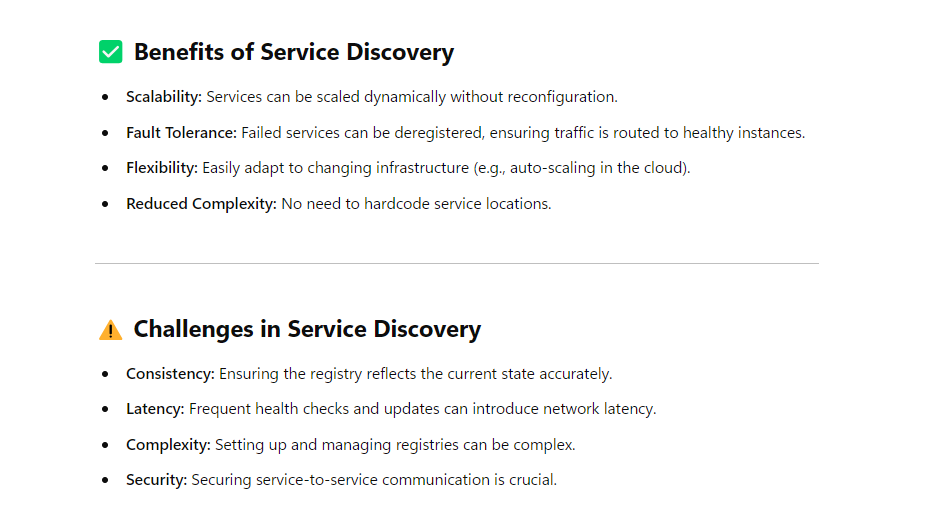 ✅ Benefits of Service Discovery
• Scalability: Services can be scaled dynamically without reconfiguration.
• Fault Tolerance: Failed services can be deregistered, ensuring traffic is routed to healthy instances.
• Flexibility: Easily adapt to changing infrastructure (e.g., auto-scaling in the cloud).
• Reduced Complexity: No need to hardcode service locations.
⚠️ Challenges in Service Discovery
• Consistency: Ensuring the registry reflects the current state accurately.
• Latency: Frequent health checks and updates can introduce network latency.
• Complexity: Setting up and managing registries can be complex.
• Security: Securing service-to-service communication is crucial.